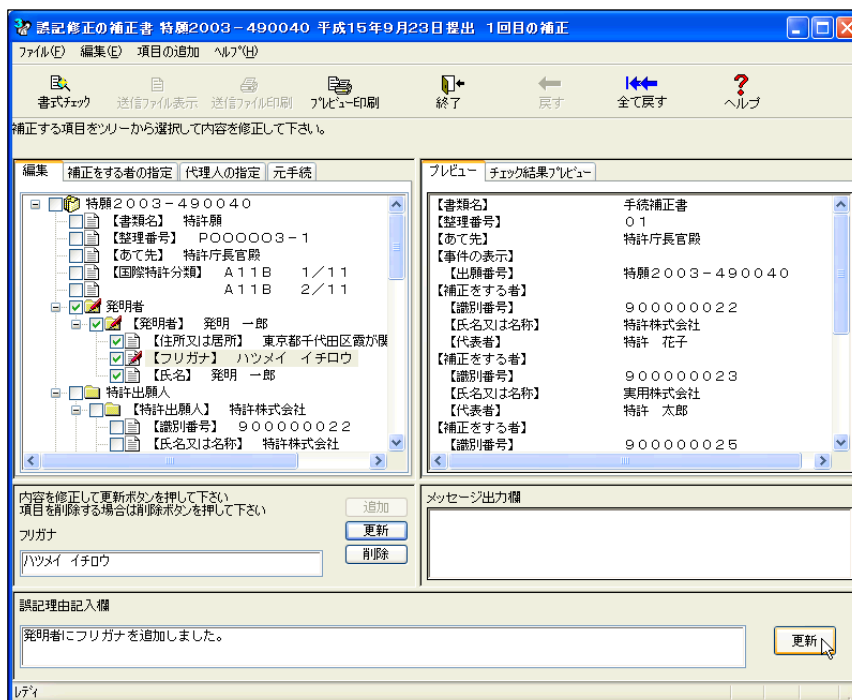 誤記修正の補正書 特願2003-490040 平成15年9月23日提出 1回目の補正
ファイル(F) 編集(E) 項目の追加 ヘルプ(H)
書式チェック 送信ファイル表示 送信ファイル印刷 プレビュー印刷 終了 戻す 全て戻す ヘルプ
補正する項目をツリーから選択して内容を修正して下さい。
編集 補正をする者の指定 代理人の指定 元手続
特願2003-490040
【書類名】 特許願
【整理番号】 P000003-1
【あて先】 特許庁長官殿
【国際特許分類】 A11B 1/11
A11B 2/11
発明者
【発明者】 発明 一郎
【住所又は居所】 東京都千代田区霞が関
【フリガナ】 ハツメイ イチロウ
【氏名】 発明 一郎
特許出願人
【特許出願人】 特許株式会社
【識別番号】 900000022
【氏名又は名称】 特許株式会社
プレビュー チェック結果プレビュー
【書類名】 手続補正書
【整理番号】 01
【あて先】 特許庁長官殿
【事件の表示】
【出願番号】 特願2003-490040
【補正をする者】
【識別番号】 900000022
【氏名又は名称】 特許株式会社
【代表者】 特許 花子
【補正をする者】
【識別番号】 900000023
【氏名又は名称】 実用株式会社
【代表者】 特許 太郎
【補正をする者】
【識別番号】 900000025
内容を修正して更新ボタンを押して下さい
項目を削除する場合は削除ボタンを押して下さい
追加
フリガナ
更新
ハツメイ イチロウ
削除
メッセージ出力欄
誤記理由記入欄
発明者にフリガナを追加しました。
更新
レディ